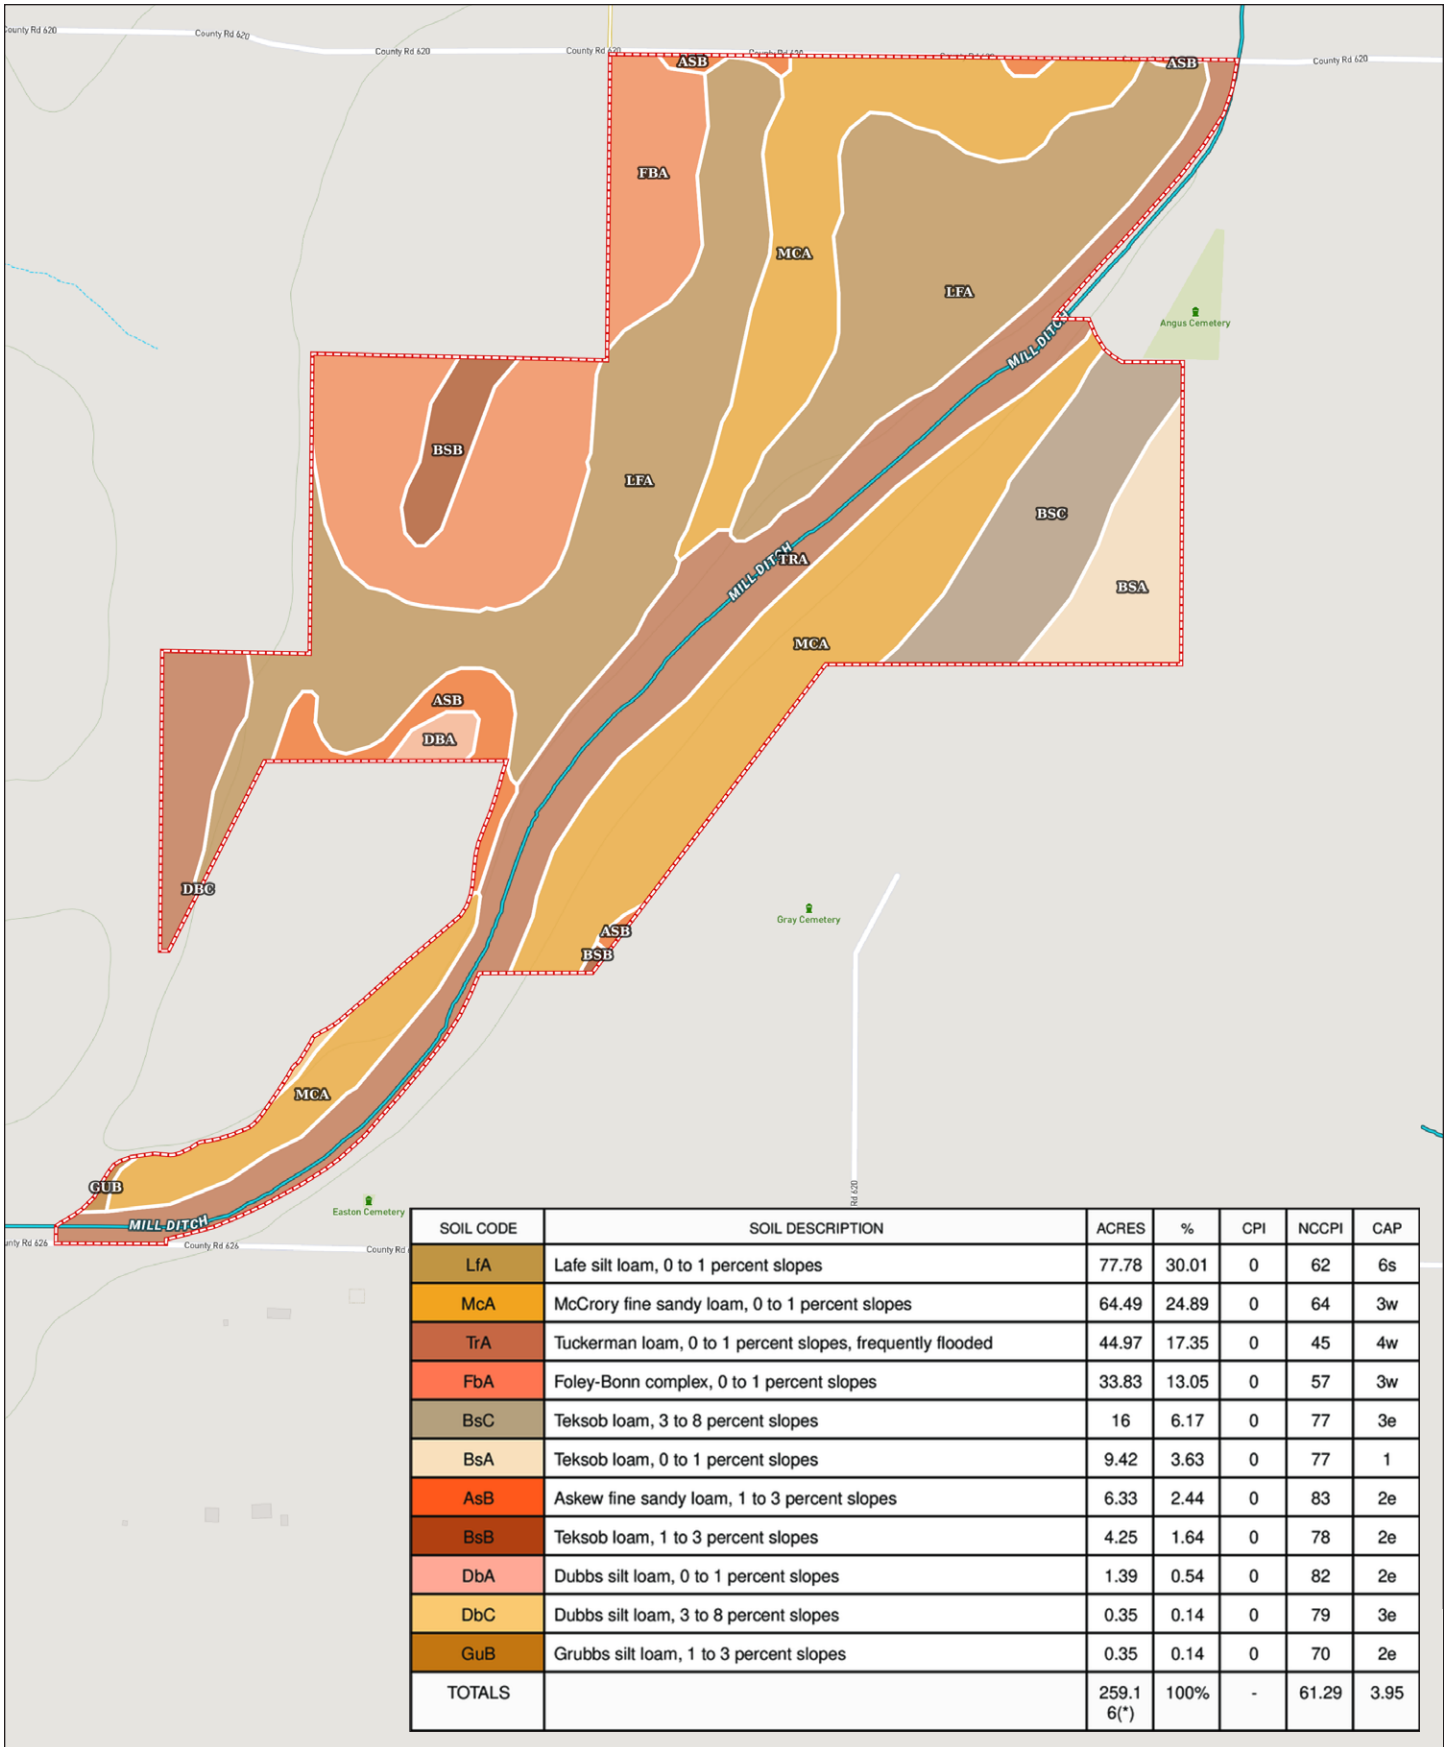 County Rd 620
County Rd 620
County Rd 620
County Rd 620
County Rd 620
ASB
ASB
FBA
MCA
LFA
Angus Cemetery
MILL DITCH
BSB
LFA
BSC
MILL DITCH
TRA
BSA
MCA
ASB
DBA
DBC
Gray Cemetery
ASB
BSB
MCA
GUB
Rd 620
Easton Cemetery
MILL DITCH
nty Rd 626
County Rd 626
County Rd
SOIL CODE SOIL DESCRIPTION ACRES % CPI NCCPI CAP
LfA Lafe silt loam, 0 to 1 percent slopes 77.78 30.01 0 62 6s
McA McCrory fine sandy loam, 0 to 1 percent slopes 64.49 24.89 0 64 3w
TrA Tuckerman loam, 0 to 1 percent slopes, frequently flooded 44.97 17.35 0 45 4w
FbA Foley-Bonn complex, 0 to 1 percent slopes 33.83 13.05 0 57 3w
BsC Teksob loam, 3 to 8 percent slopes 16 6.17 0 77 3e
BsA Teksob loam, 0 to 1 percent slopes 9.42 3.63 0 77 1
AsB Askew fine sandy loam, 1 to 3 percent slopes 6.33 2.44 0 83 2e
BsB Teksob loam, 1 to 3 percent slopes 4.25 1.64 0 78 2e
DbA Dubbs silt loam, 0 to 1 percent slopes 1.39 0.54 0 82 2e
DbC Dubbs silt loam, 3 to 8 percent slopes 0.35 0.14 0 79 3e
GuB Grubbs silt loam, 1 to 3 percent slopes 0.35 0.14 0 70 2e
TOTALS 259.1 100% - 61.29 3.95
6(*)